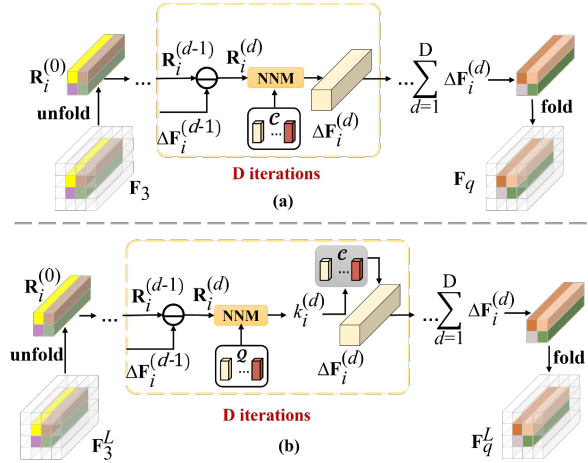 R_i^(0)
unfold
F_3
...
R_i^(d-1)
R_i^(d)
NNM
ΔF_i^(d-1)
C
...
ΔF_i^(d)
D iterations
(a)
... ∑_{d=1}^{D} ΔF_i^(d)
fold
F_q
R_i^(0)
unfold
F_3^L
...
R_i^(d-1)
R_i^(d)
NNM
ΔF_i^(d-1)
Q
...
k_i^(d)
C
...
ΔF_i^(d)
D iterations
(b)
... ∑_{d=1}^{D} ΔF_i^(d)
fold
F_q^L